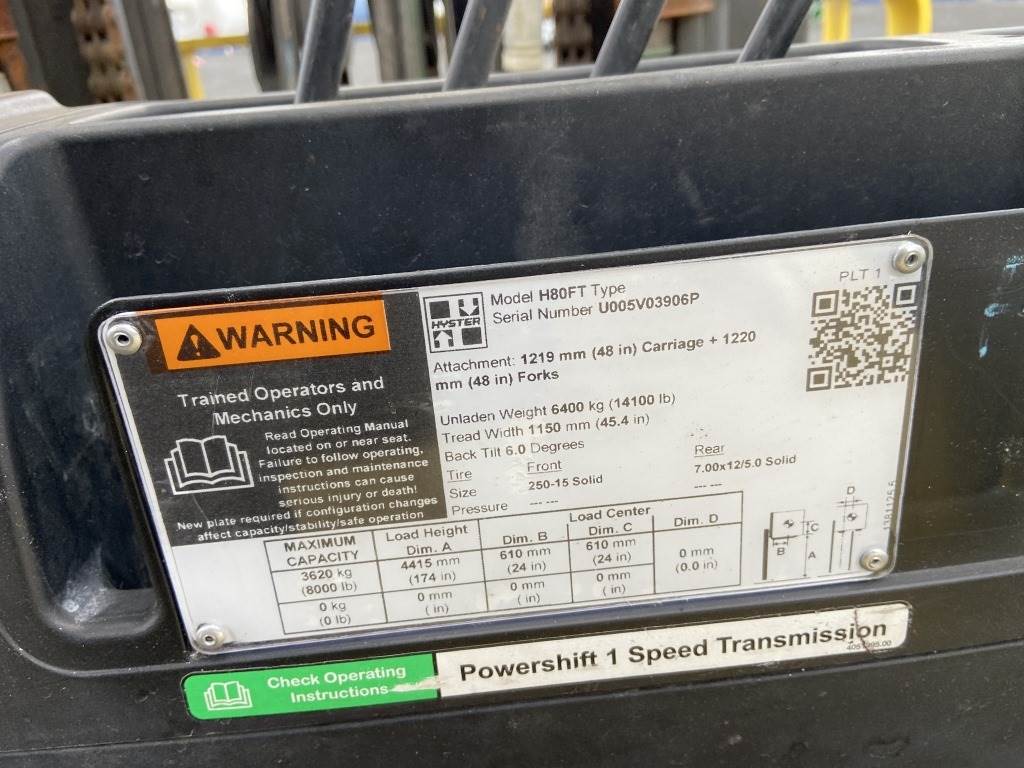 WARNING
Trained Operators and
Mechanics Only
Read Operating Manual
located on or near seat.
Failure to follow operating,
inspection and maintenance
instructions can cause
serious injury or death!
New plate required if configuration changes
affect capacity/stability/safe operation
HYSTER
Model H80FT Type
Serial Number U005V03906P
PLT 1
Attachment: 1219 mm (48 in) Carriage + 1220
mm (48 in) Forks
Unladen Weight 6400 kg (14100 lb)
Tread Width 1150 mm (45.4 in)
Back Tilt 6.0 Degrees
Tire Front Rear
Size 250-15 Solid 7.00x12/5.0 Solid
Pressure --- --- --- ---
MAXIMUM CAPACITY Load Height Dim. A Load Center Dim. B Dim. C Dim. D
3620 kg 4415 mm 610 mm 610 mm 0 mm
(8000 lb) (174 in) (24 in) (24 in) (0.0 in)
0 kg 0 mm 0 mm 0 mm
(0 lb) ( in) ( in) ( in)
B C A D
Check Operating
Instructions
Powershift 1 Speed Transmission